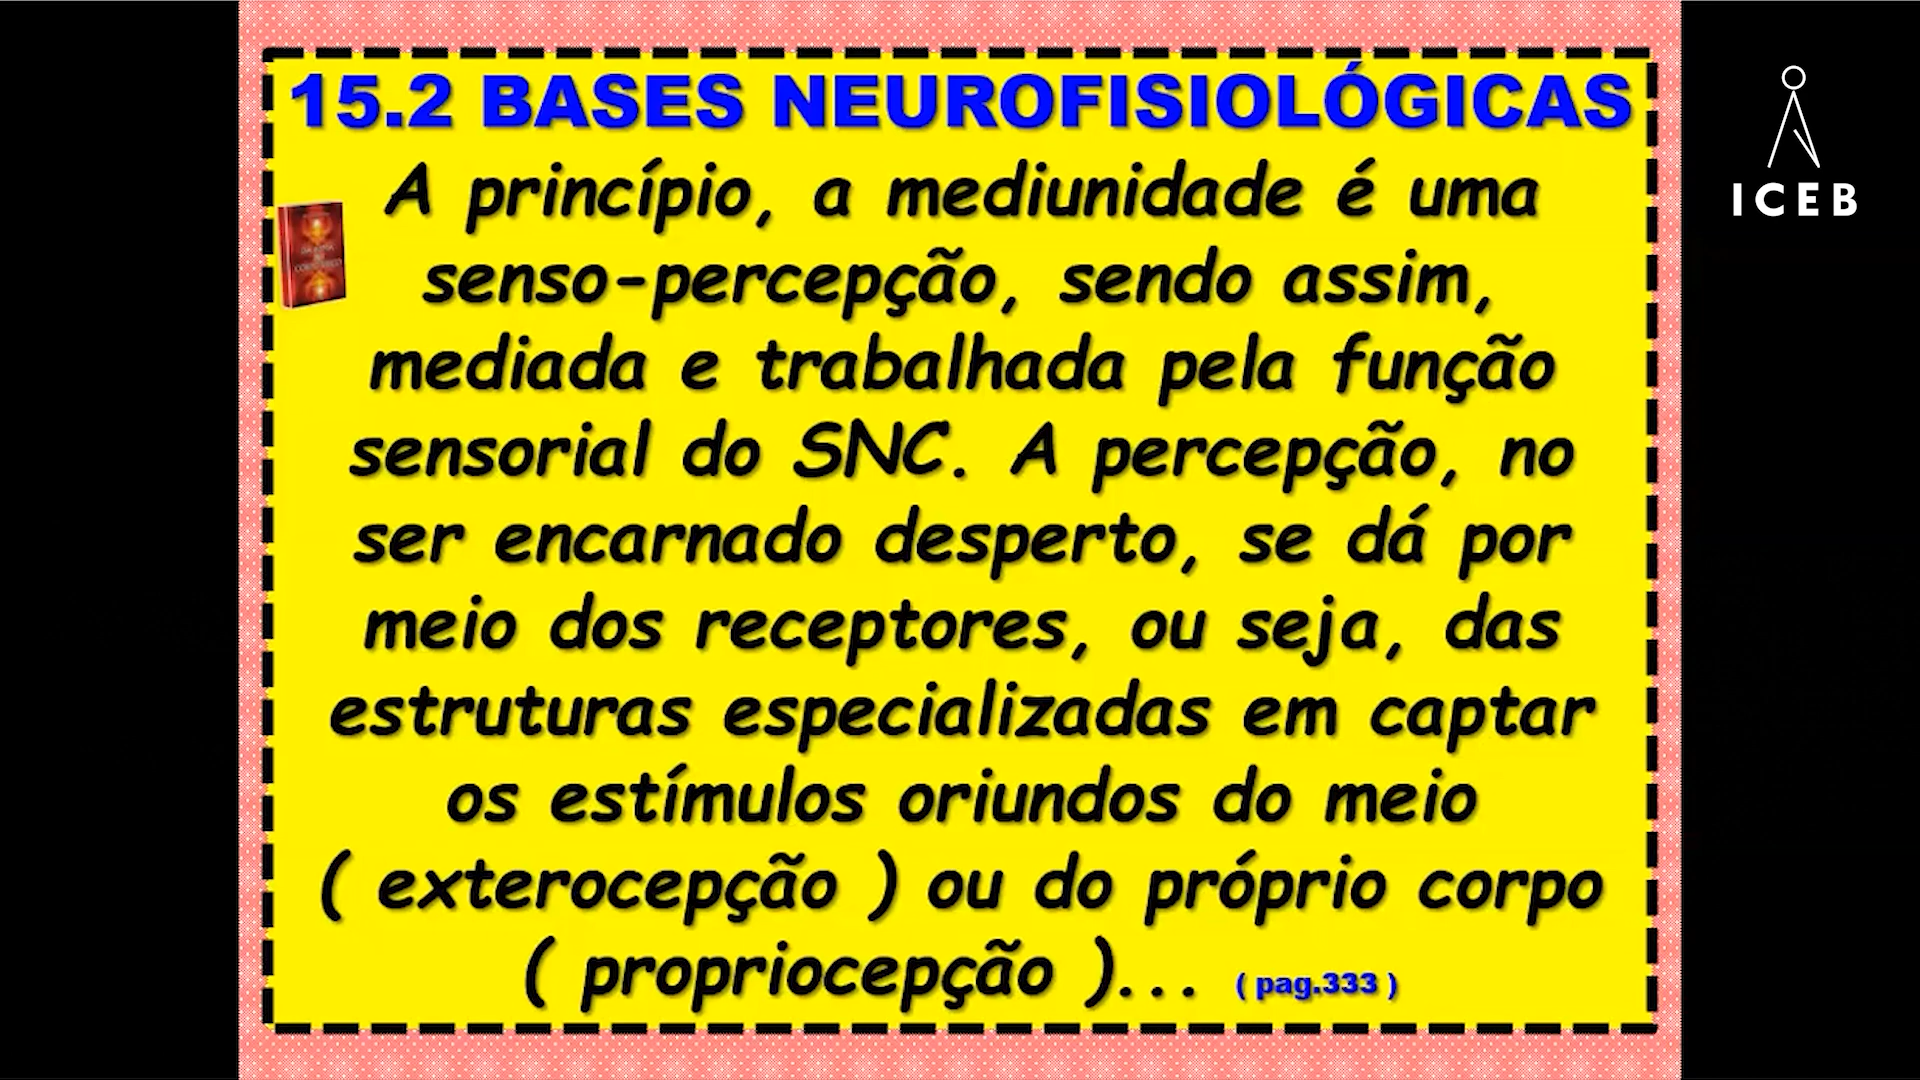 15.2 BASES NEUROFISIOLÓGICAS
A princípio, a mediunidade é uma
senso-percepção, sendo assim,
mediada e trabalhada pela função
sensorial do SNC. A percepção, no
ser encarnado desperto, se dá por
meio dos receptores, ou seja, das
estruturas especializadas em captar
os estímulos oriundos do meio
( exterocepção ) ou do próprio corpo
( propriocepção )... ( pag.333 )
ICEB